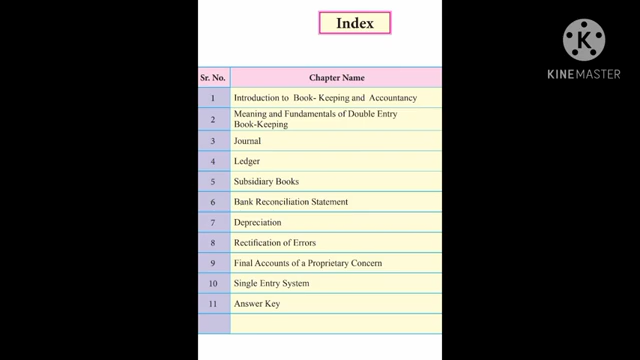 Index
K
KINEMASTER
Sr. No. Chapter Name
1 Introduction to Book- Keeping and Accountancy
2 Meaning and Fundamentals of Double Entry
Book-Keeping
3 Journal
4 Ledger
5 Subsidiary Books
6 Bank Reconciliation Statement
7 Depreciation
8 Rectification of Errors
9 Final Accounts of a Proprietary Concern
10 Single Entry System
11 Answer Key